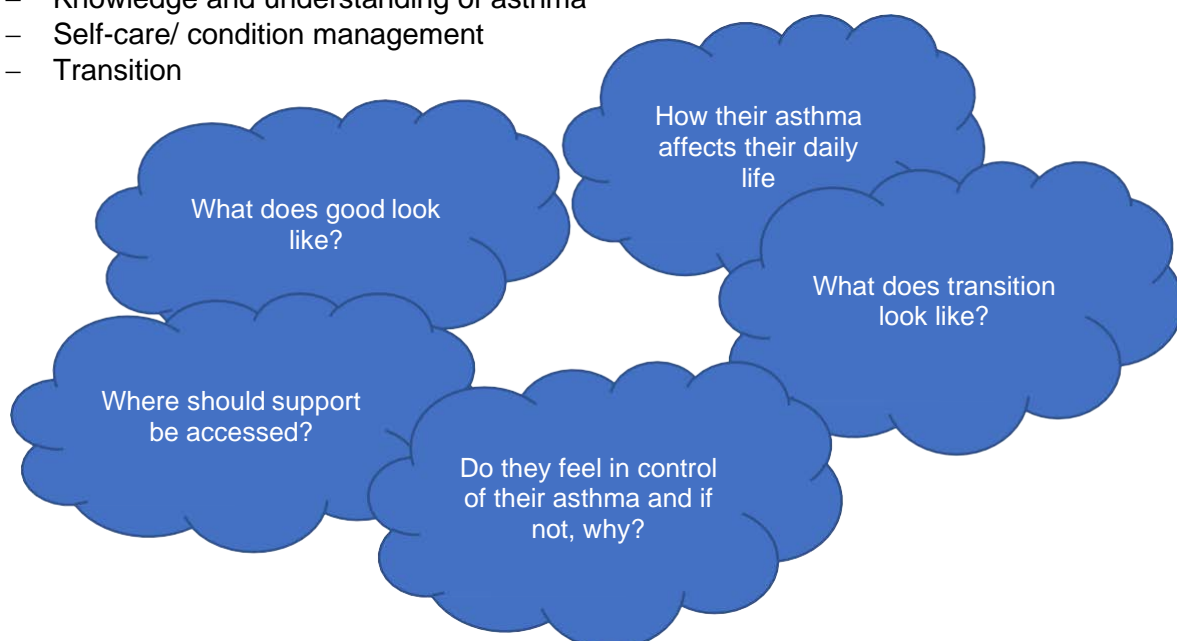 – Knowledge and understanding of asthma
– Self-care/ condition management
– Transition
How their asthma
affects their daily
life
What does good look
like?
What does transition
look like?
Where should support
be accessed?
Do they feel in control
of their asthma and if
not, why?